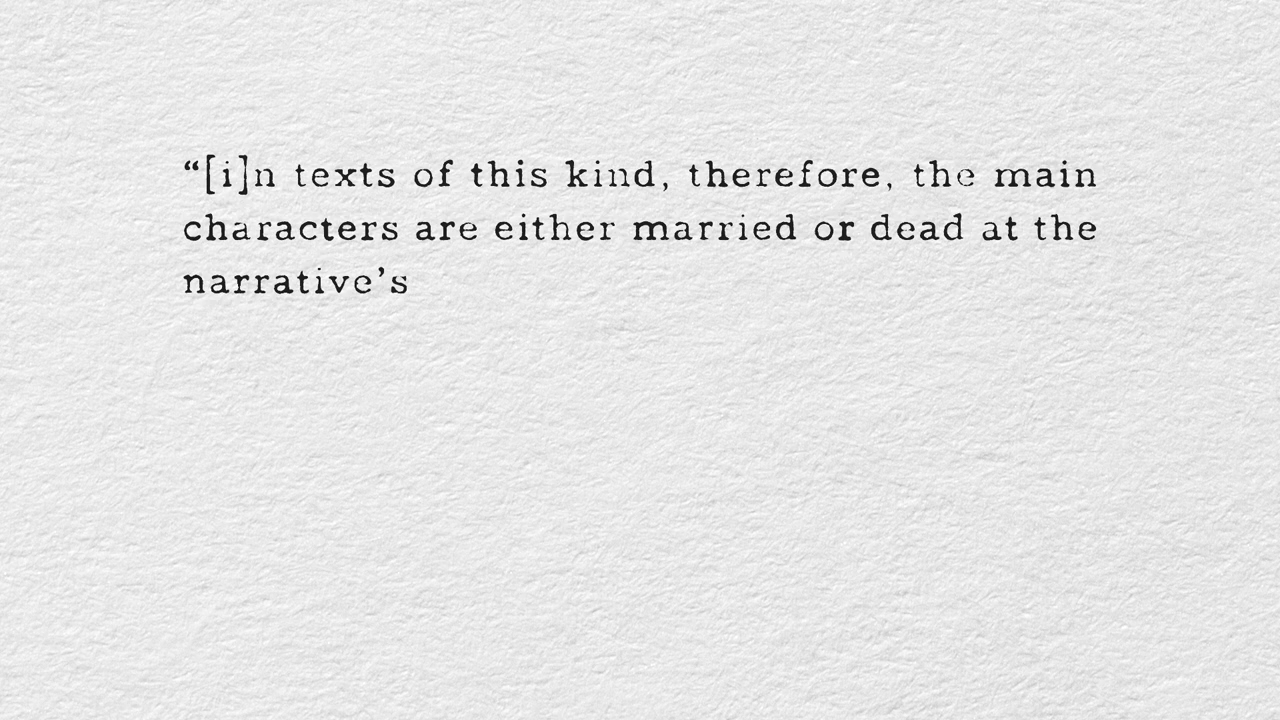 “[i]n texts of this kind, therefore, the main
characters are either married or dead at the
narrative’s